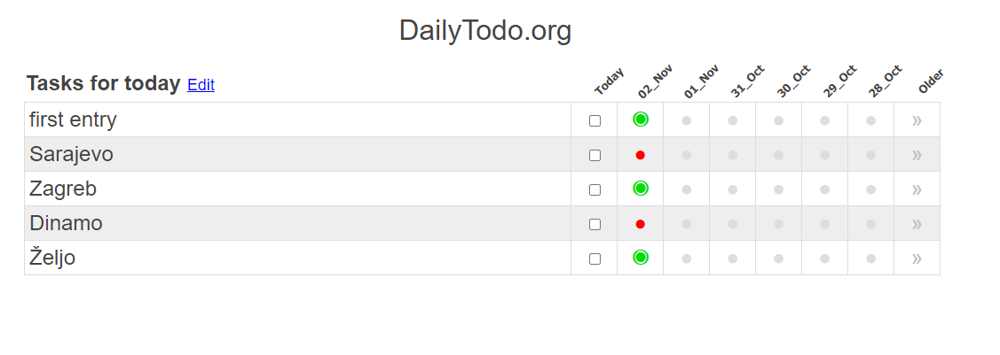 DailyTodo.org
Tasks for today Edit Today 02_Nov 01_Nov 31_Oct 30_Oct 29_Oct 28_Oct Older
first entry »
Sarajevo »
Zagreb »
Dinamo »
Željo »